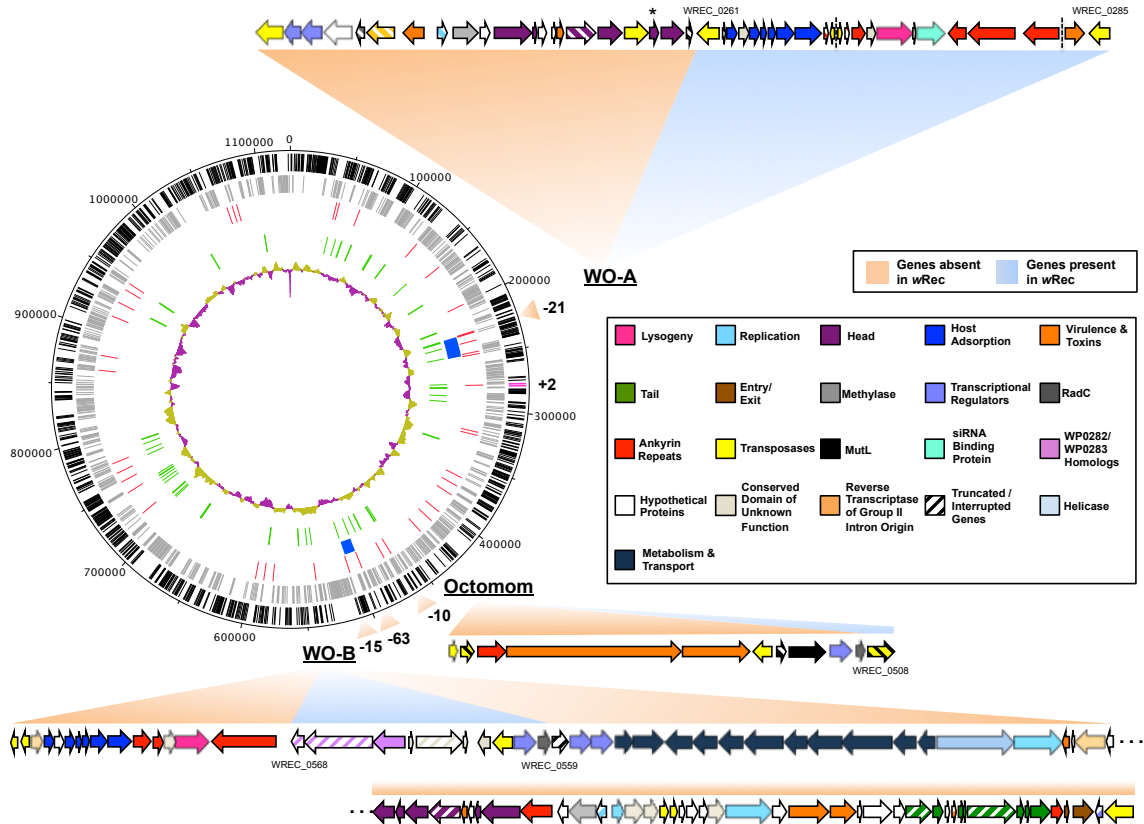 *
WREC_0261
WREC_0285
0
1100000
100000
1000000
200000
WO-A
-21
Genes absent
in wRec
Genes present
in wRec
900000
+2
300000
Lysogeny
Replication
Head
Host
Adsorption
Virulence &
Toxins
Tail
Entry/
Exit
Methylase
Transcriptional
Regulators
RadC
Ankyrin
Repeats
Transposases
MutL
siRNA
Binding
Protein
WP0282/
WP0283
Homologs
Hypothetical
Proteins
Conserved
Domain of
Unknown
Function
Reverse
Transcriptase
of Group II
Intron Origin
Truncated /
Interrupted
Genes
Helicase
Metabolism &
Transport
800000
400000
700000
Octomom
-10
600000
-63
-15
WO-B
WREC_0508
WREC_0568
WREC_0559
...
...